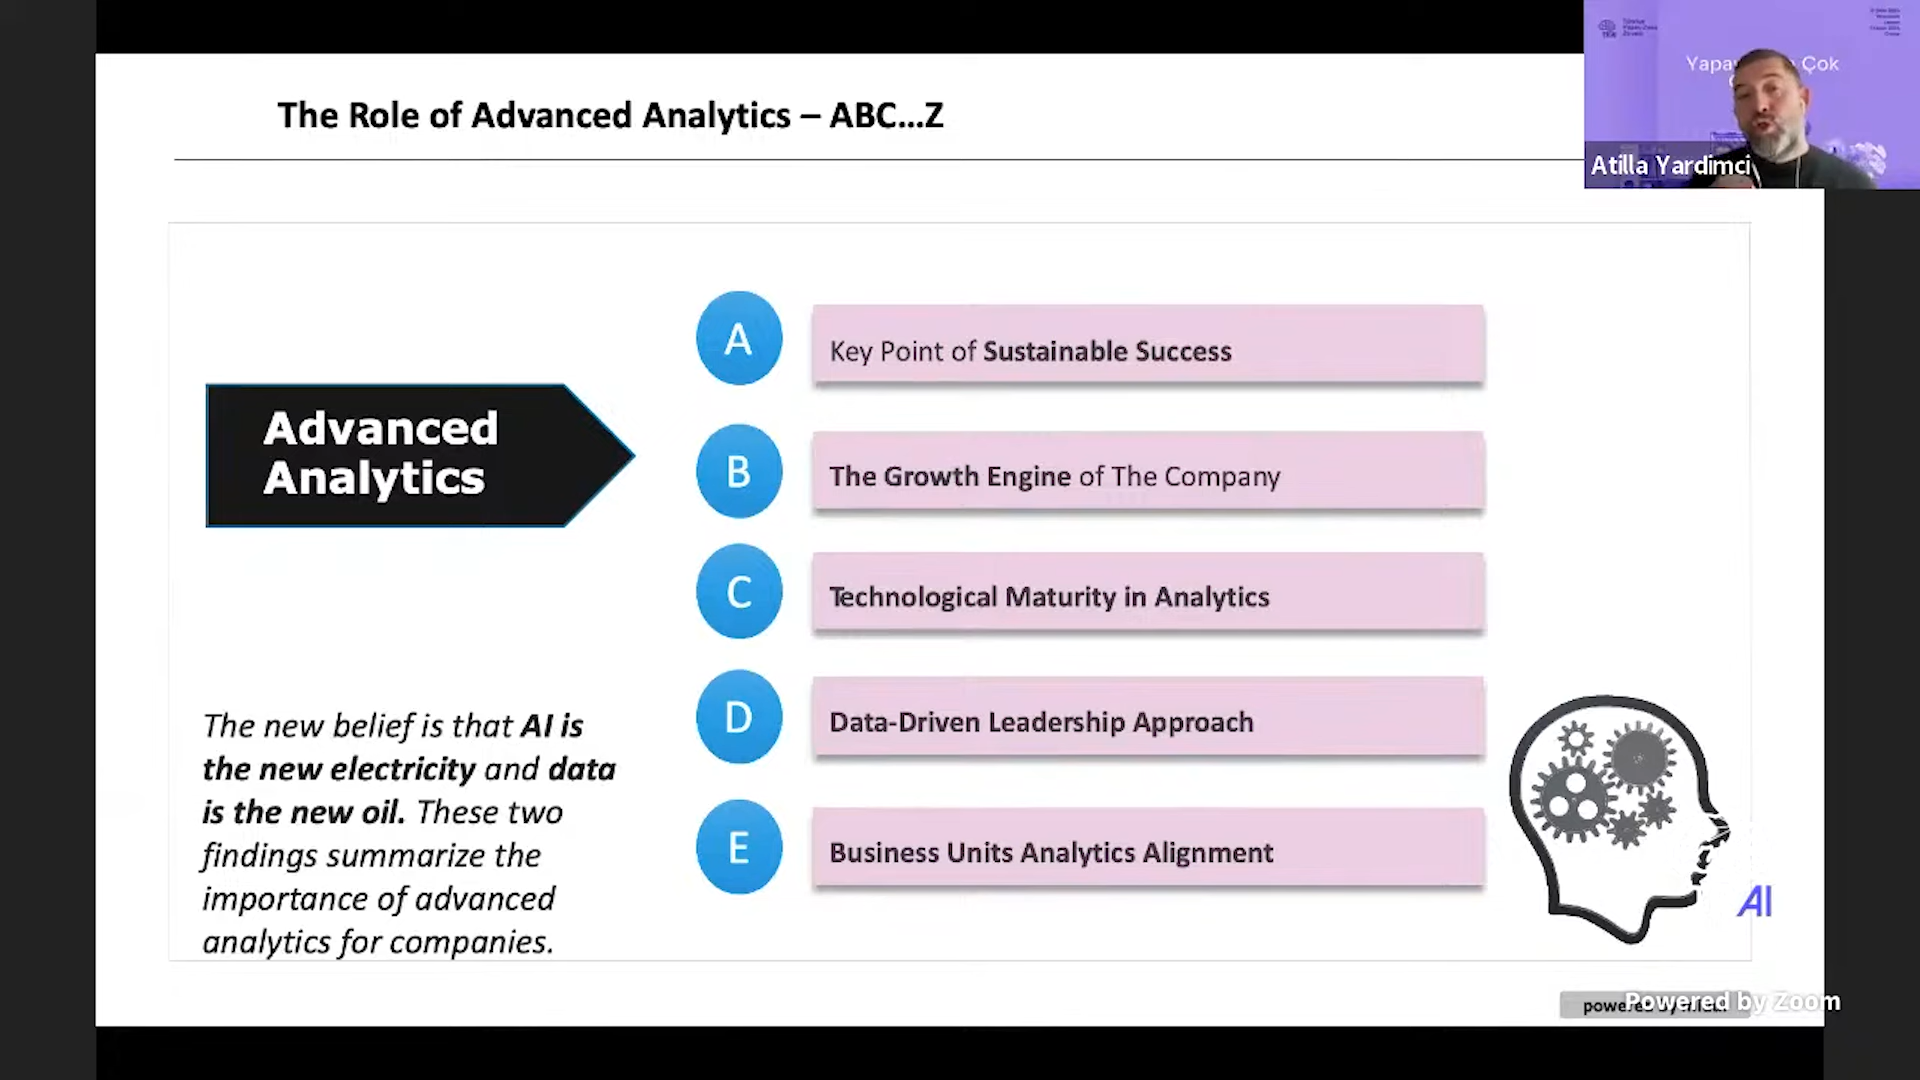 The Role of Advanced Analytics – ABC...Z
Yapa Çok
Atilla Yardimci
Advanced
Analytics
A
Key Point of Sustainable Success
B
The Growth Engine of The Company
C
Technological Maturity in Analytics
D
Data-Driven Leadership Approach
E
Business Units Analytics Alignment
The new belief is that AI is
the new electricity and data
is the new oil. These two
findings summarize the
importance of advanced
analytics for companies.
AI
Powered by Zoom